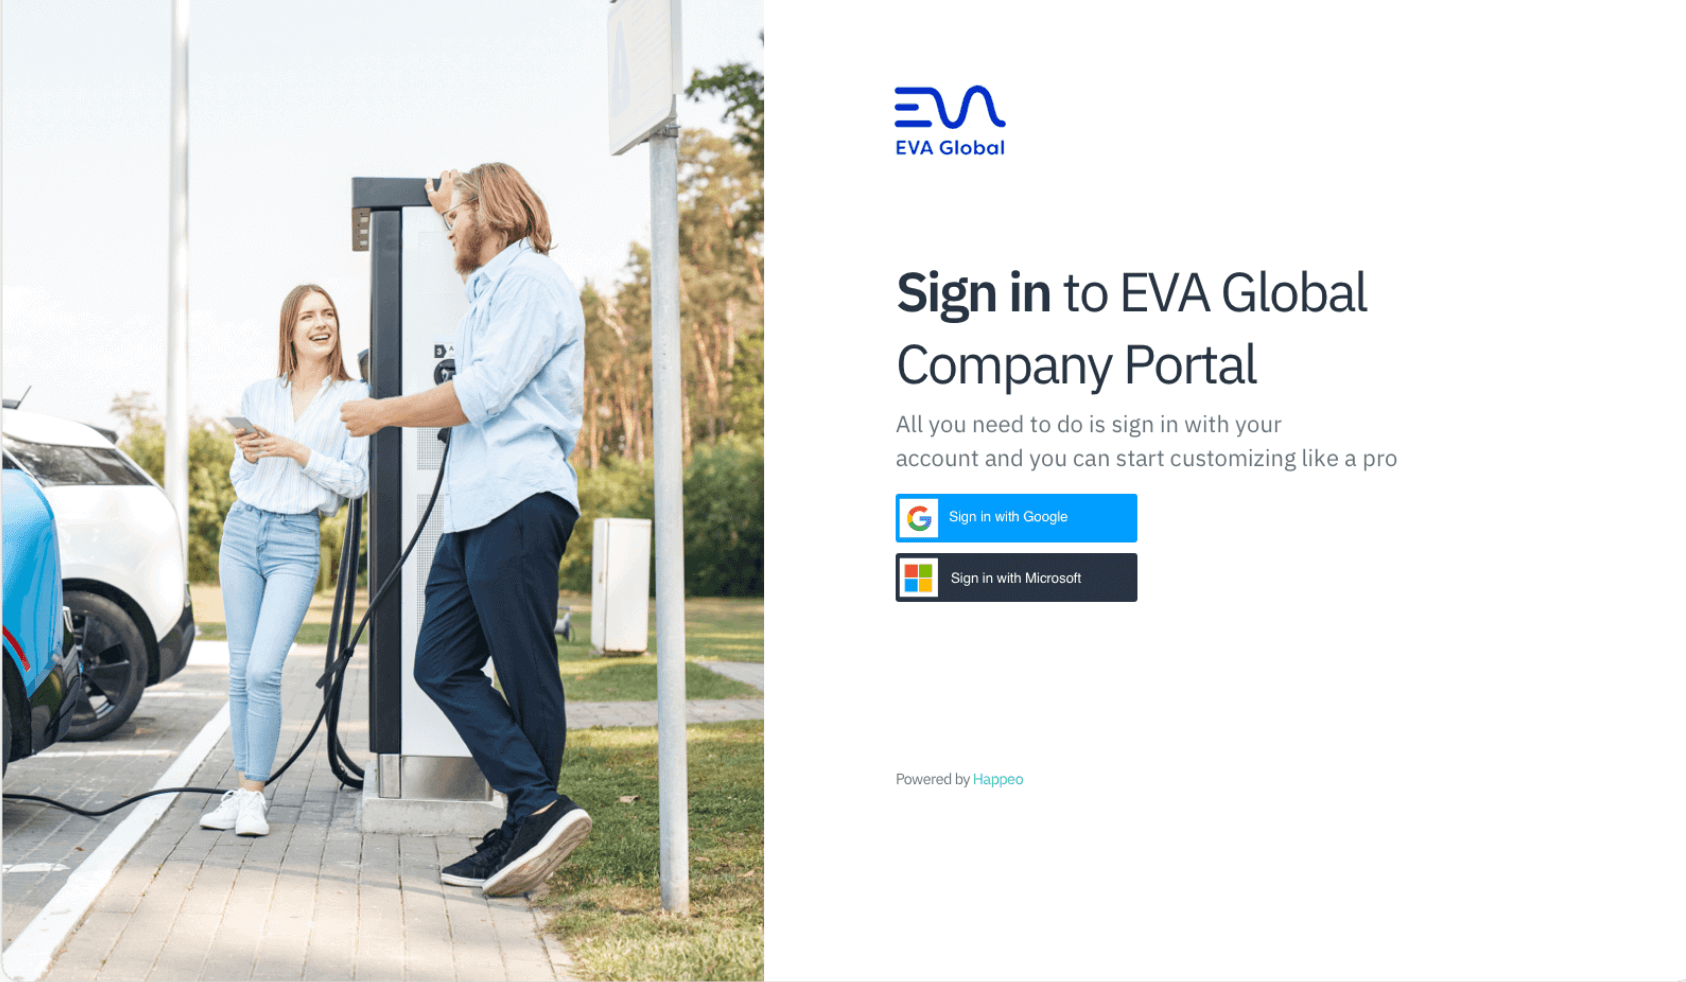 EVA
EVA Global
Sign in to EVA Global
Company Portal
All you need to do is sign in with your
account and you can start customizing like a pro
Sign in with Google
Sign in with Microsoft
Powered by Happeo